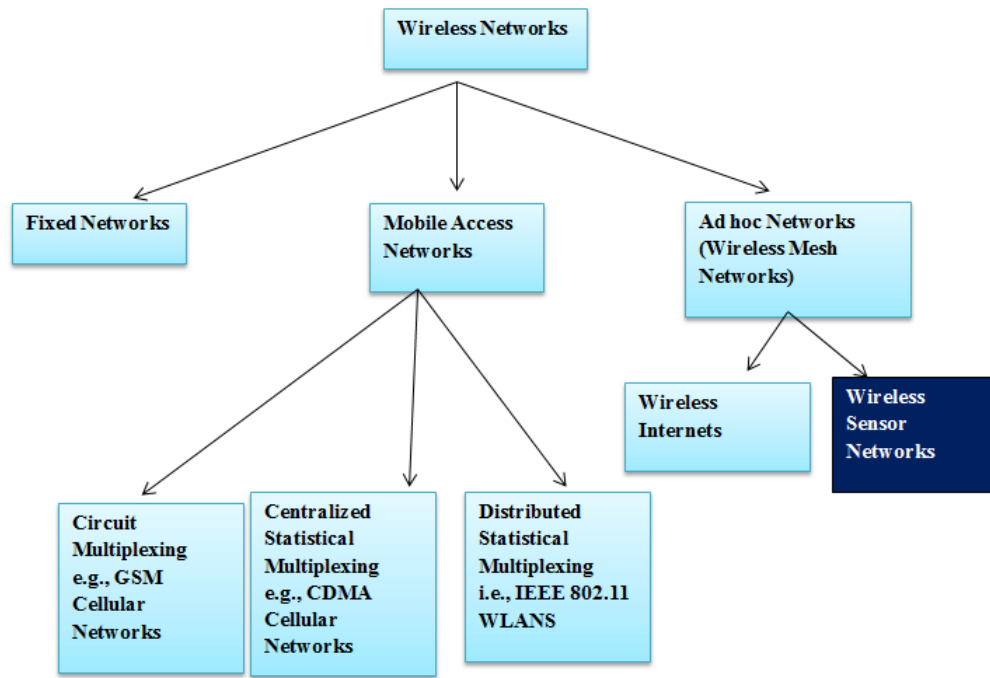 Wireless Networks
Fixed Networks
Mobile Access
Networks
Ad hoc Networks
(Wireless Mesh
Networks)
Wireless
Internets
Wireless
Sensor
Networks
Circuit
Multiplexing
e.g., GSM
Cellular
Networks
Centralized
Statistical
Multiplexing
e.g., CDMA
Cellular
Networks
Distributed
Statistical
Multiplexing
i.e., IEEE 802.11
WLANS